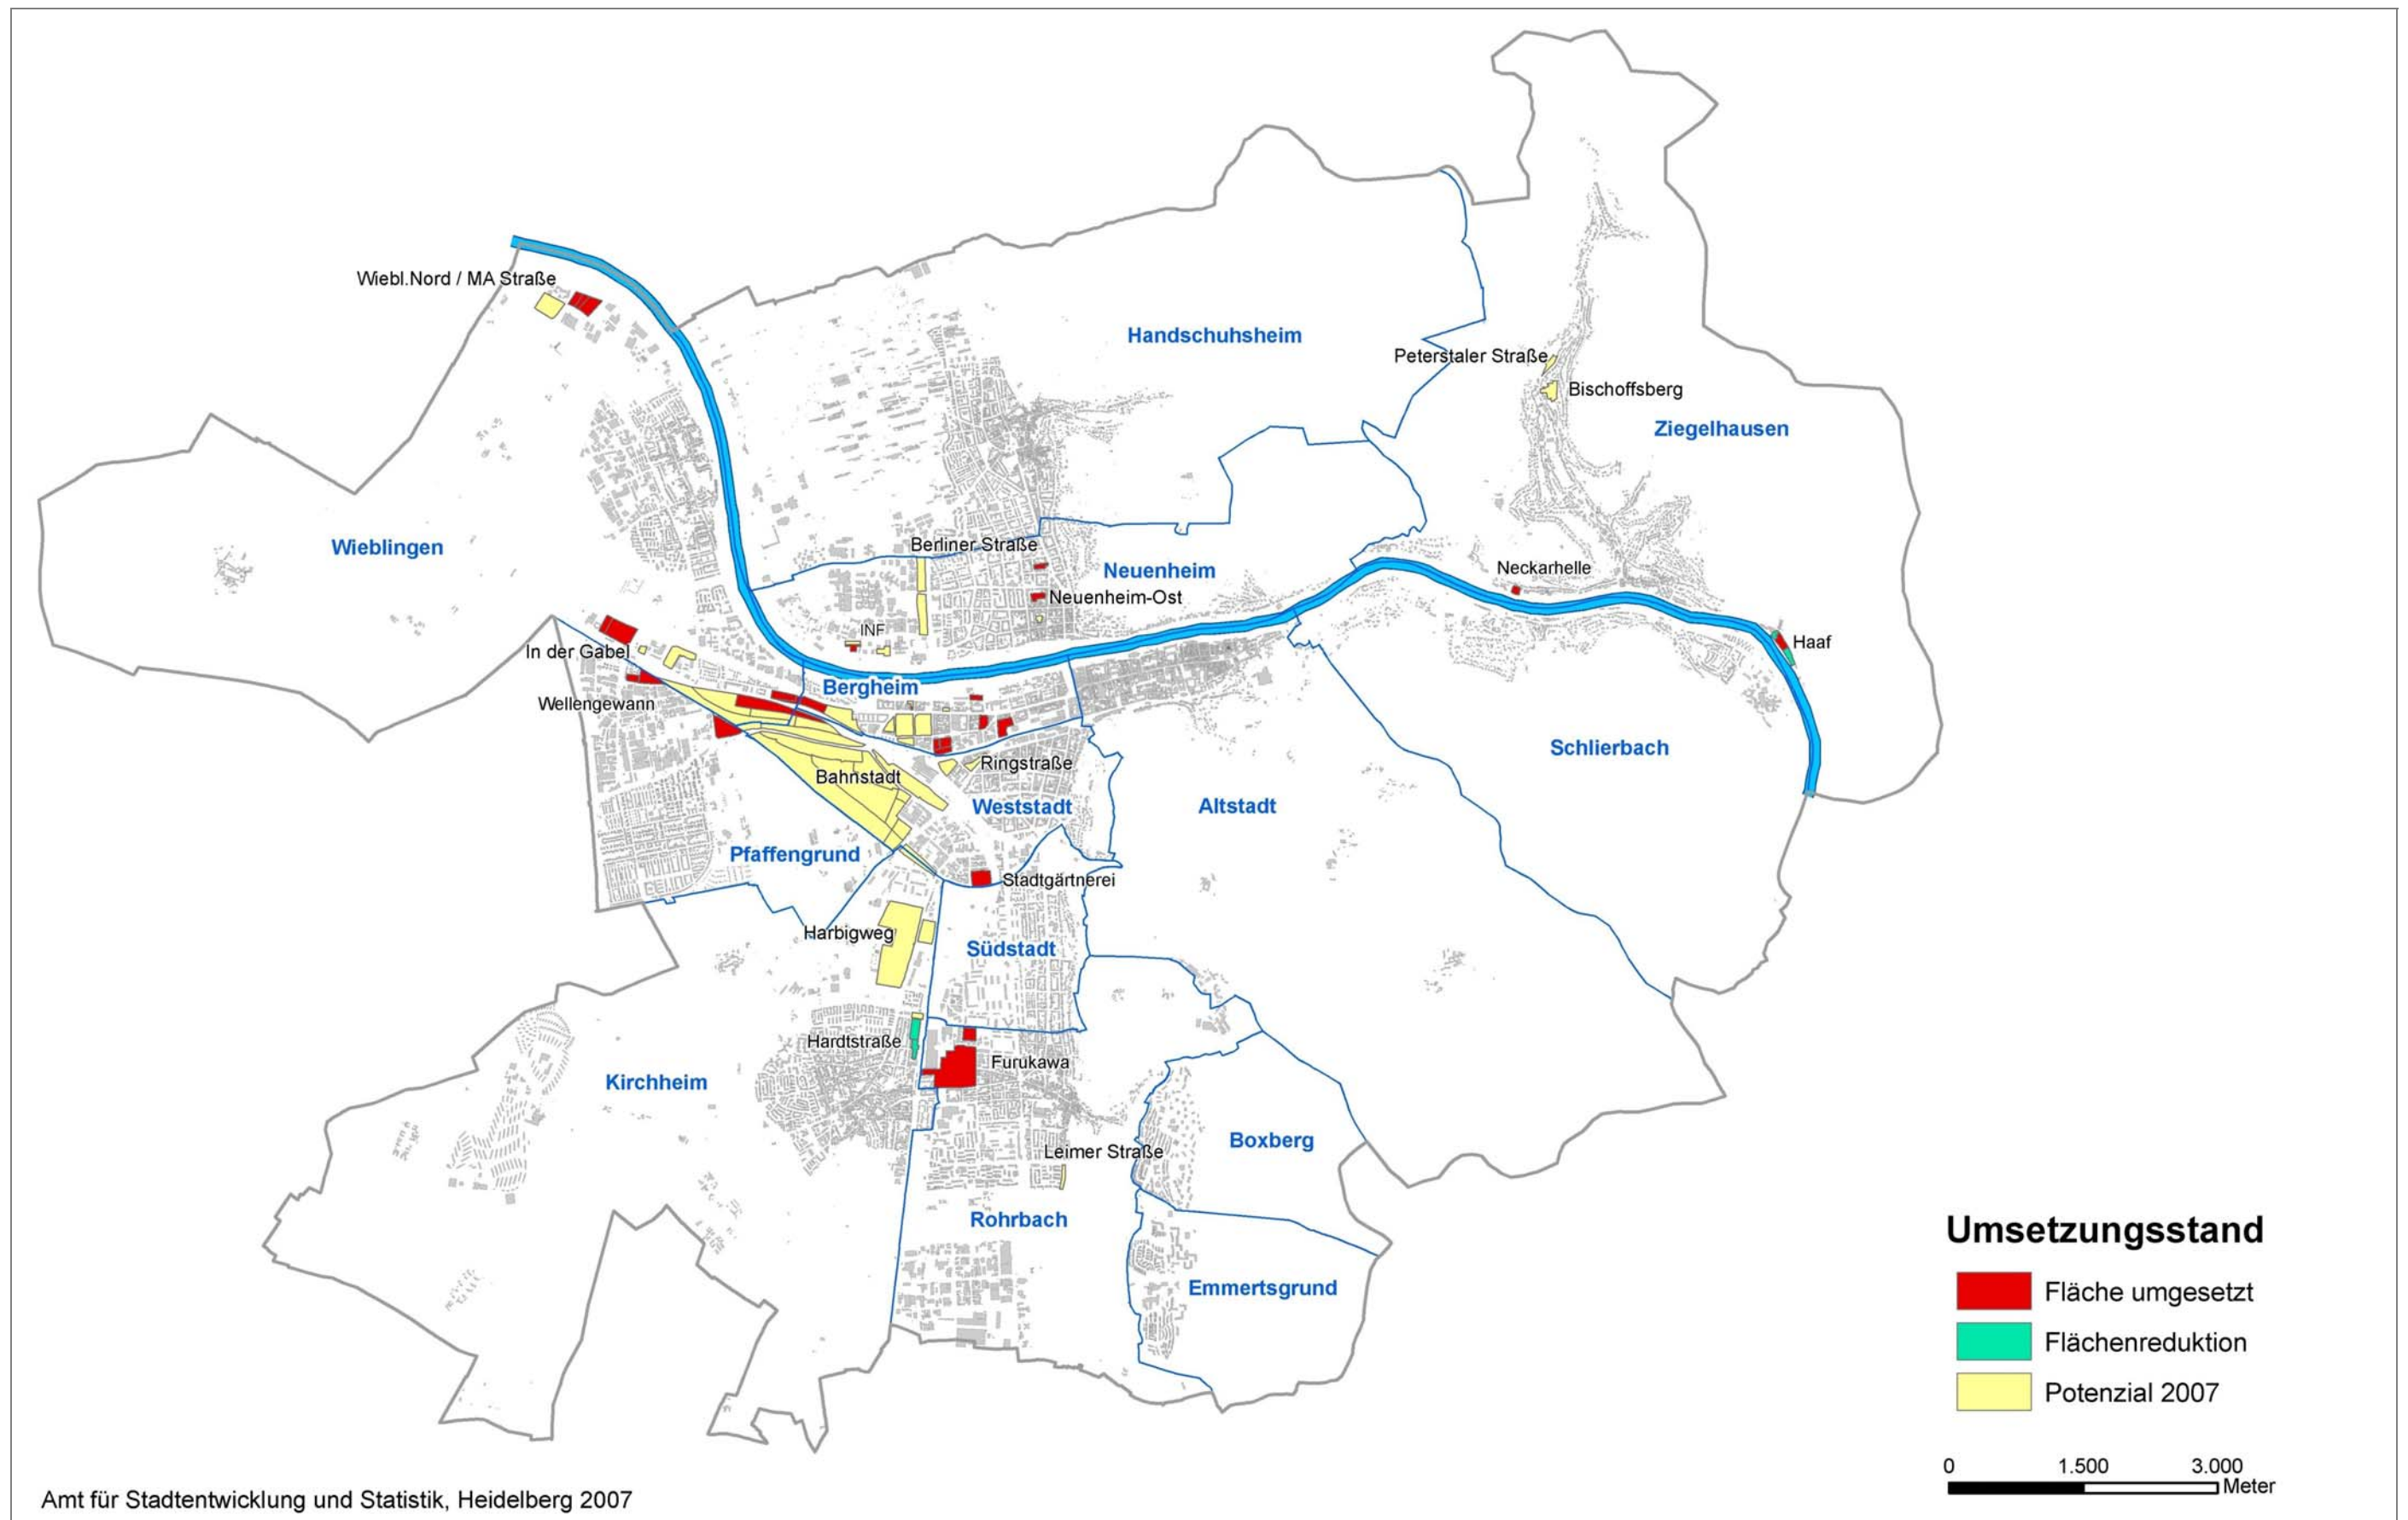 Wiebl.Nord / MA Straße
Handschuhsheim
Peterstaler Straße
Bischoffsberg
Ziegelhausen
Wieblingen
Berliner Straße
Neuenheim
Neckarhelle
Neuenheim-Ost
INF
Haaf
In der Gabel
Bergheim
Wellengewann
Schlierbach
Ringstraße
Bahnstadt
Weststadt
Altstadt
Pfaffengrund
Stadtgärtnerei
Harbigweg
Südstadt
Hardtstraße
Furukawa
Kirchheim
Boxberg
Leimer Straße
Rohrbach
Emmertsgrund
Umsetzungsstand
Fläche umgesetzt
Flächenreduktion
Potenzial 2007
0 1.500 3.000
Meter
Amt für Stadtentwicklung und Statistik, Heidelberg 2007